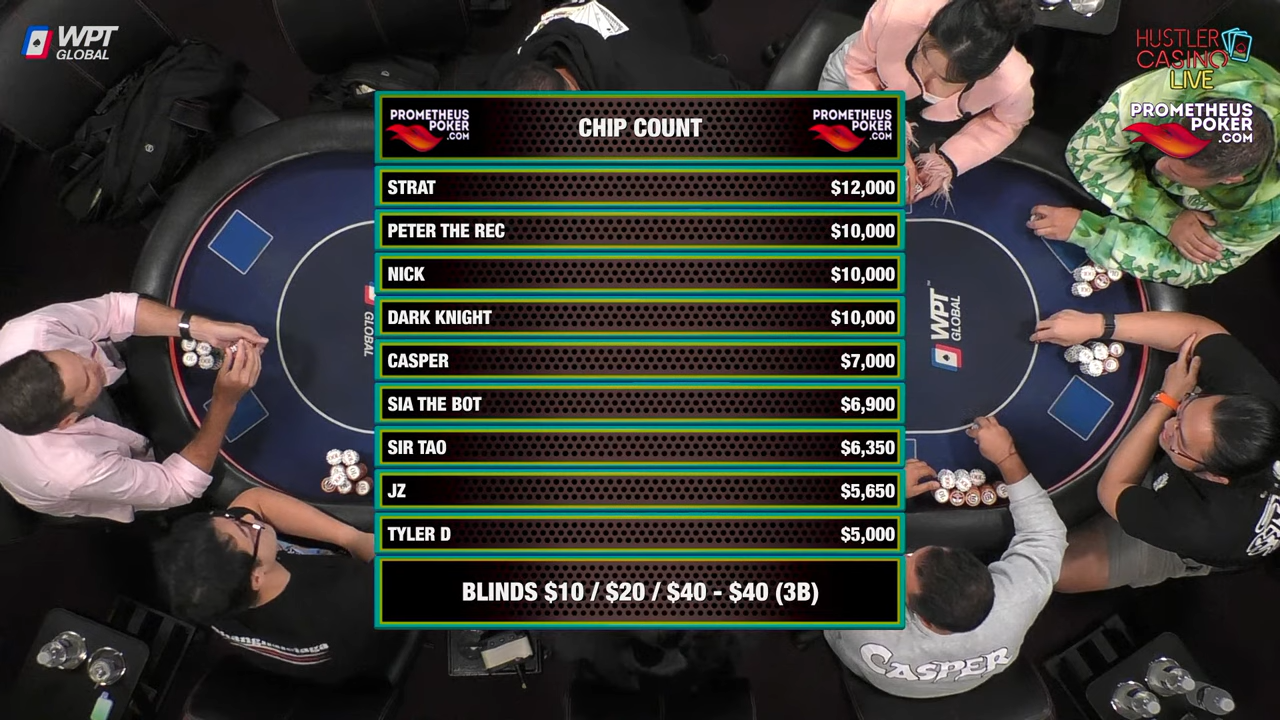 WPT
GLOBAL
HUSTLER
CASINO
LIVE
PROMETHEUS
POKER
.COM
PROMETHEUS
POKER
.COM
CHIP COUNT
PROMETHEUS
POKER
.COM
STRAT $12,000
PETER THE REC $10,000
NICK $10,000
DARK KNIGHT $10,000
CASPER $7,000
SIA THE BOT $6,900
SIR TAO $6,350
JZ $5,650
TYLER D $5,000
BLINDS $10 / $20 / $40 - $40 (3B)
GLOBAL
WPT
GLOBAL
CASPER